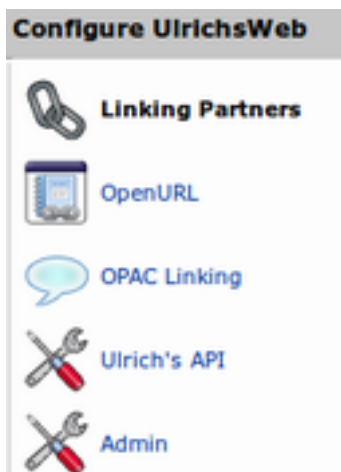 Configure UlrichsWeb
Linking Partners
OpenURL
OPAC Linking
Ulrich's API
Admin